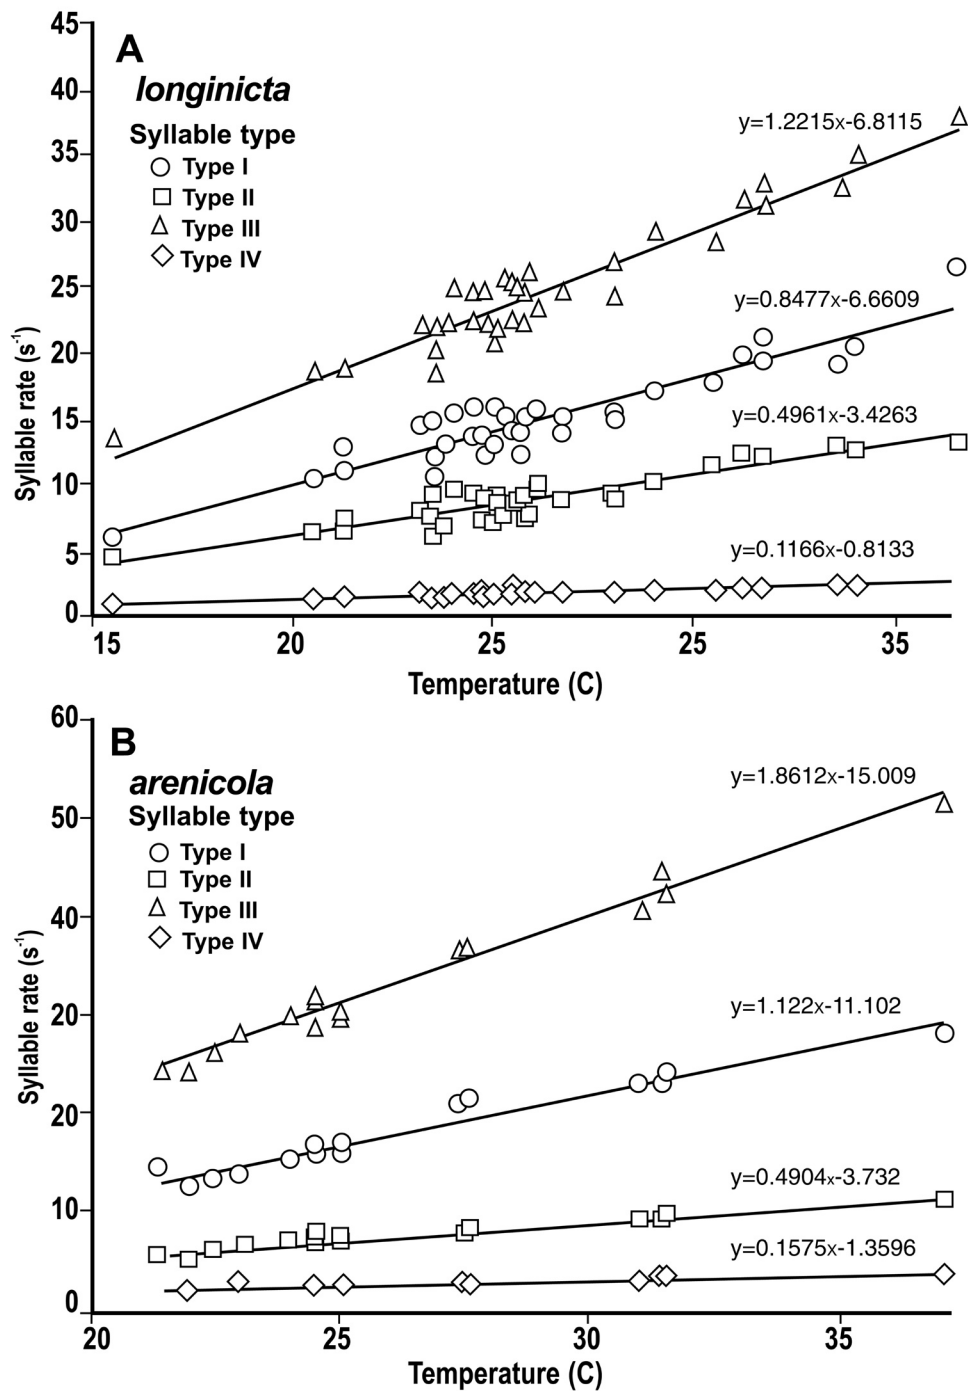 A
longinicta
Syllable type
Type I
Type II
Type III
Type IV
y=1.2215x-6.8115
y=0.8477x-6.6609
y=0.4961x-3.4263
y=0.1166x-0.8133
45
40
35
30
25
20
15
10
5
0
Syllable rate (s-1)
15 20 25 25 35
Temperature (C)
B
arenicola
Syllable type
Type I
Type II
Type III
Type IV
y=1.8612x-15.009
y=1.122x-11.102
y=0.4904x-3.732
y=0.1575x-1.3596
60
50
40
20
20
10
0
Syllable rate (s-1)
20 25 30 35
Temperature (C)